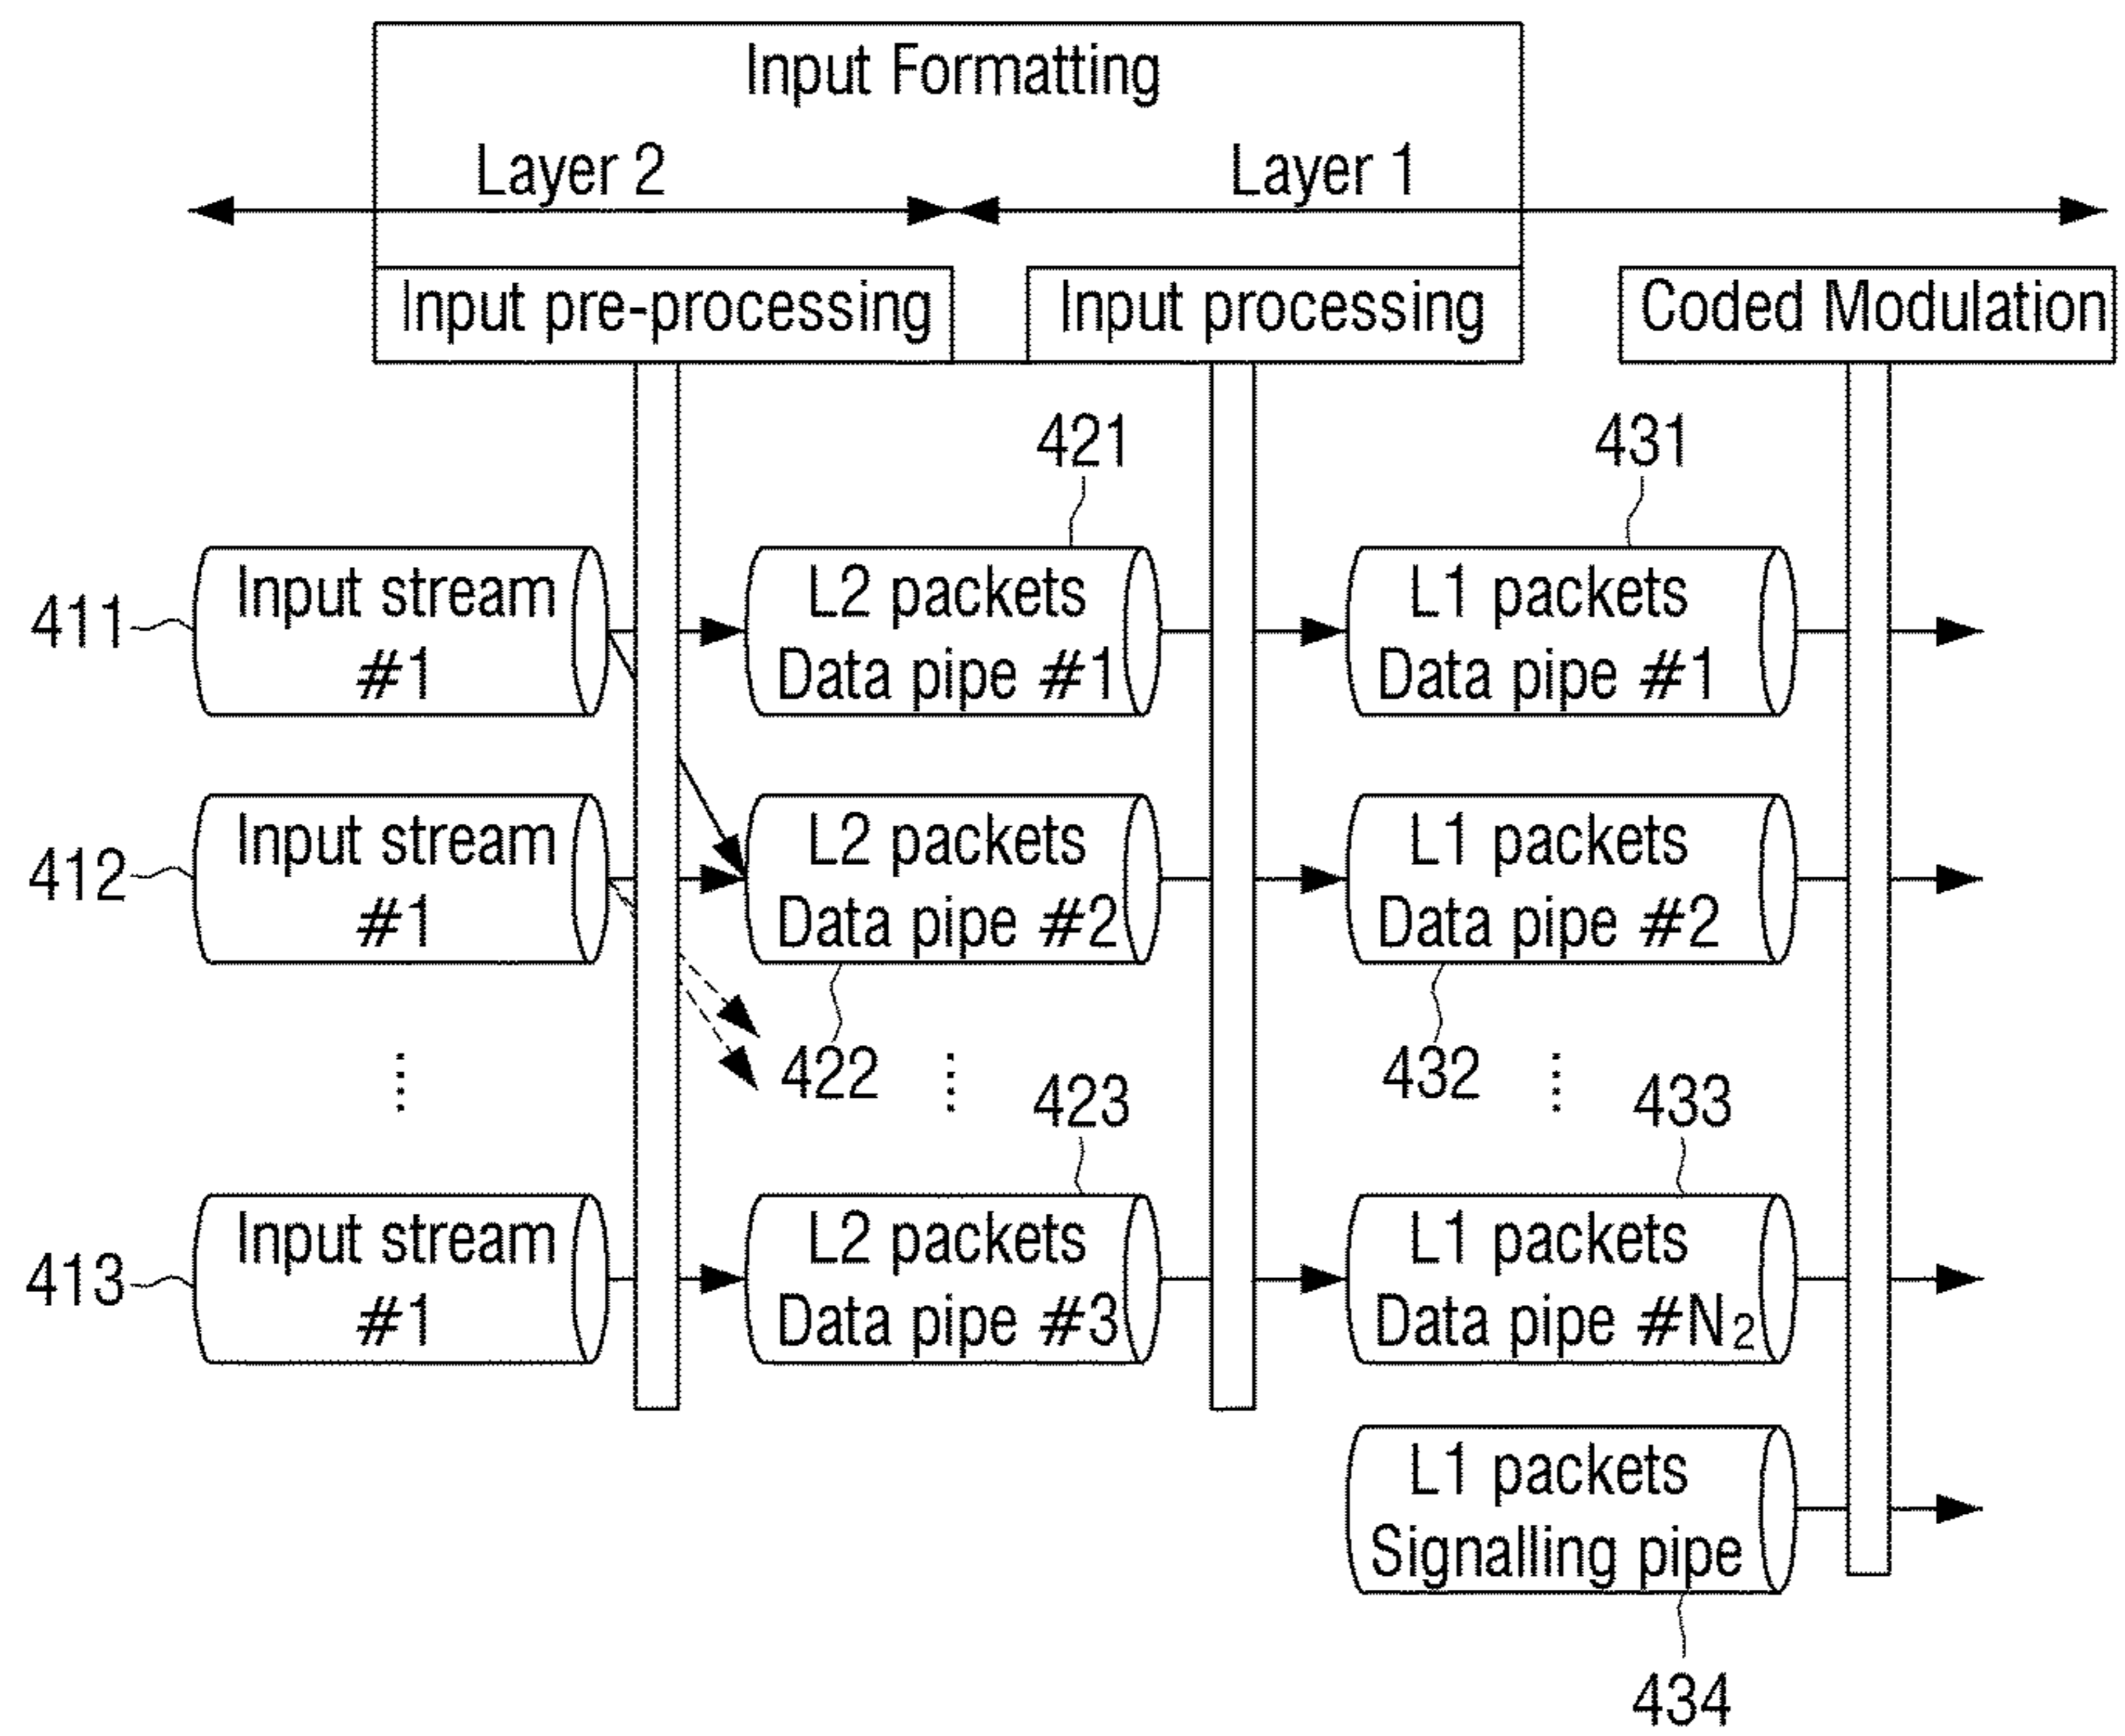 Input Formatting
Layer 2
Layer 1
Input pre-processing
Input processing
Coded Modulation
421
431
411
Input stream
#1
L2 packets
Data pipe #1
L1 packets
Data pipe #1
412
Input stream
#1
L2 packets
Data pipe #2
L1 packets
Data pipe #2
422
432
⋮
⋮
⋮
423
433
413
Input stream
#1
L2 packets
Data pipe #3
L1 packets
Data pipe #N₂
L1 packets
Signalling pipe
434